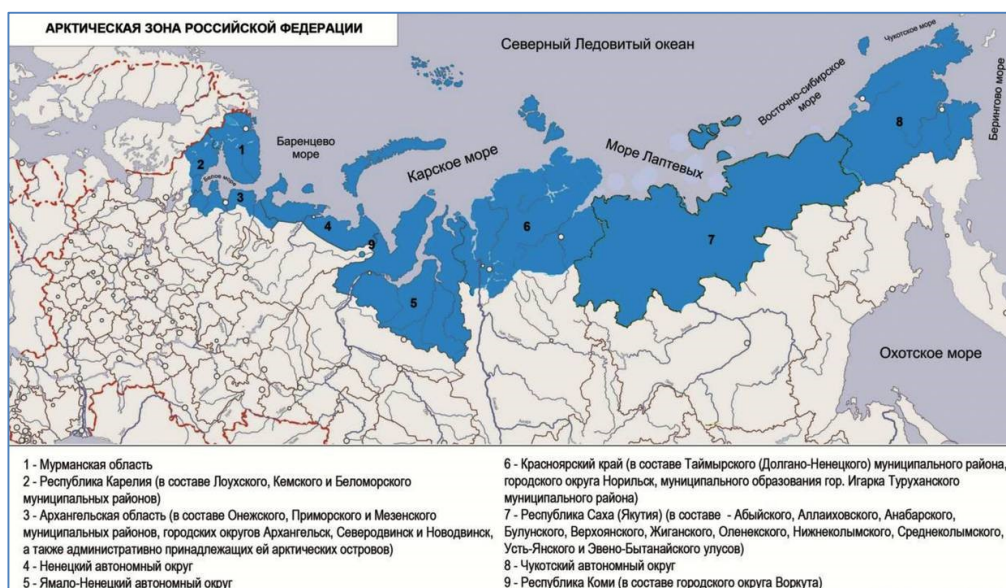 АРКТИЧЕСКАЯ ЗОНА РОССИЙСКОЙ ФЕДЕРАЦИИ
Северный Ледовитый океан
Чукотское море
Берингово море
Восточно-сибирское
море
Баренцево
море
Карское море
Море Лаптевых
Белое море
Охотское море
1
2
3
4
9
5
6
7
8
1 - Мурманская область
2 - Республика Карелия (в составе Лоухского, Кемского и Беломорского
муниципальных районов)
3 - Архангельская область (в составе Онежского, Приморского и Мезенского
муниципальных районов, городских округов Архангельск, Северодвинск и Новодвинск,
а также административно принадлежащих ей арктических островов)
4 - Ненецкий автономный округ
5 - Ямало-Ненецкий автономный округ
6 - Красноярский край (в составе Таймырского (Долгано-Ненецкого) муниципального района,
городского округа Норильск, муниципального образования гор. Игарка Туруханского
муниципального района)
7 - Республика Саха (Якутия) (в составе - Абыйского, Аллаиховского, Анабарского,
Булунского, Верхоянского, Жиганского, Оленекского, Нижнеколымского, Среднеколымского,
Усть-Янского и Эвено-Бытанайского улусов)
8 - Чукотский автономный округ
9 - Республика Коми (в составе городского округа Воркута)